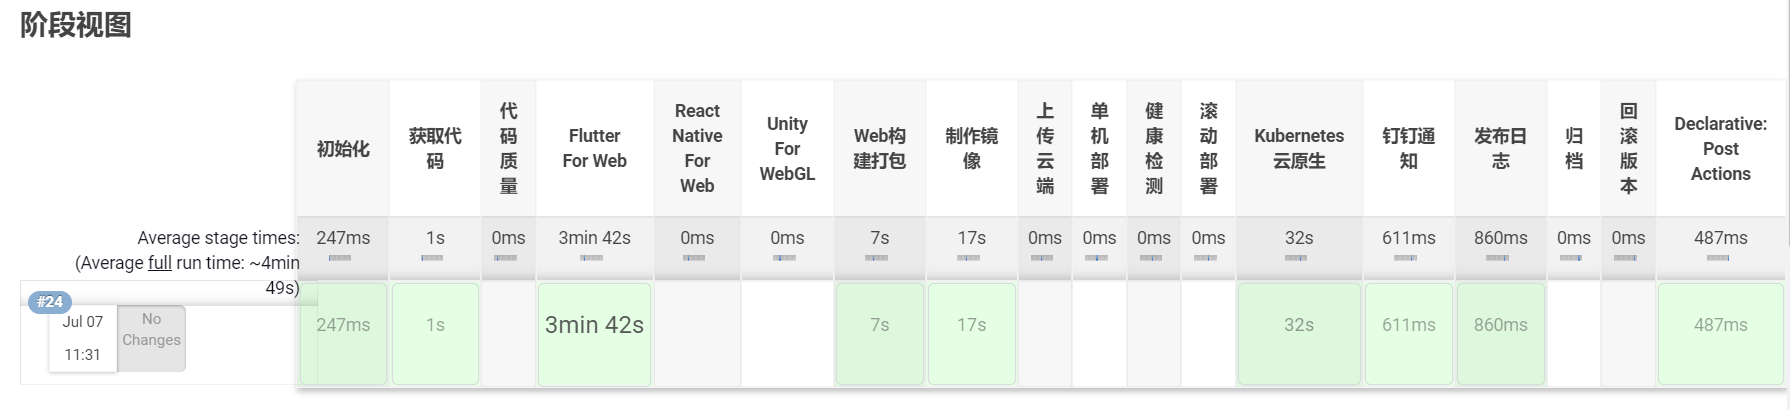 阶段视图
初始化
获取代
码
代
码
质
量
Flutter
For Web
React
Native
For
Web
Unity
For
WebGL
Web构
建打包
制作镜
像
上
传
云
端
单
机
部
署
健
康
检
测
滚
动
部
署
Kubernetes
云原生
钉钉通
知
发布日
志
归
档
回
滚
版
本
Declarative:
Post
Actions
Average stage times:
(Average full run time: ~4min
49s)
247ms
1s
0ms
3min 42s
0ms
0ms
7s
17s
0ms
0ms
0ms
0ms
32s
611ms
860ms
0ms
0ms
487ms
#24
Jul 07
11:31
No
Changes
247ms
1s
3min 42s
7s
17s
32s
611ms
860ms
487ms